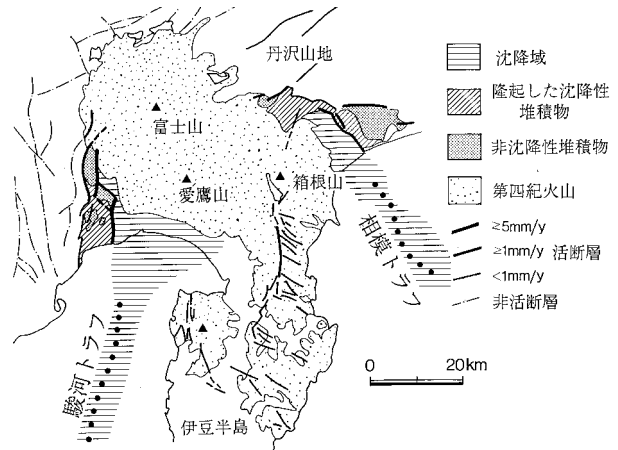 丹沢山地
富士山
愛鷹山
箱根山
相模トラフ
駿河トラフ
伊豆半島
沈降域
隆起した沈降性
堆積物
非沈降性堆積物
第四紀火山
≥5mm/y
≥1mm/y 活断層
<1mm/y
非活断層
0 20km